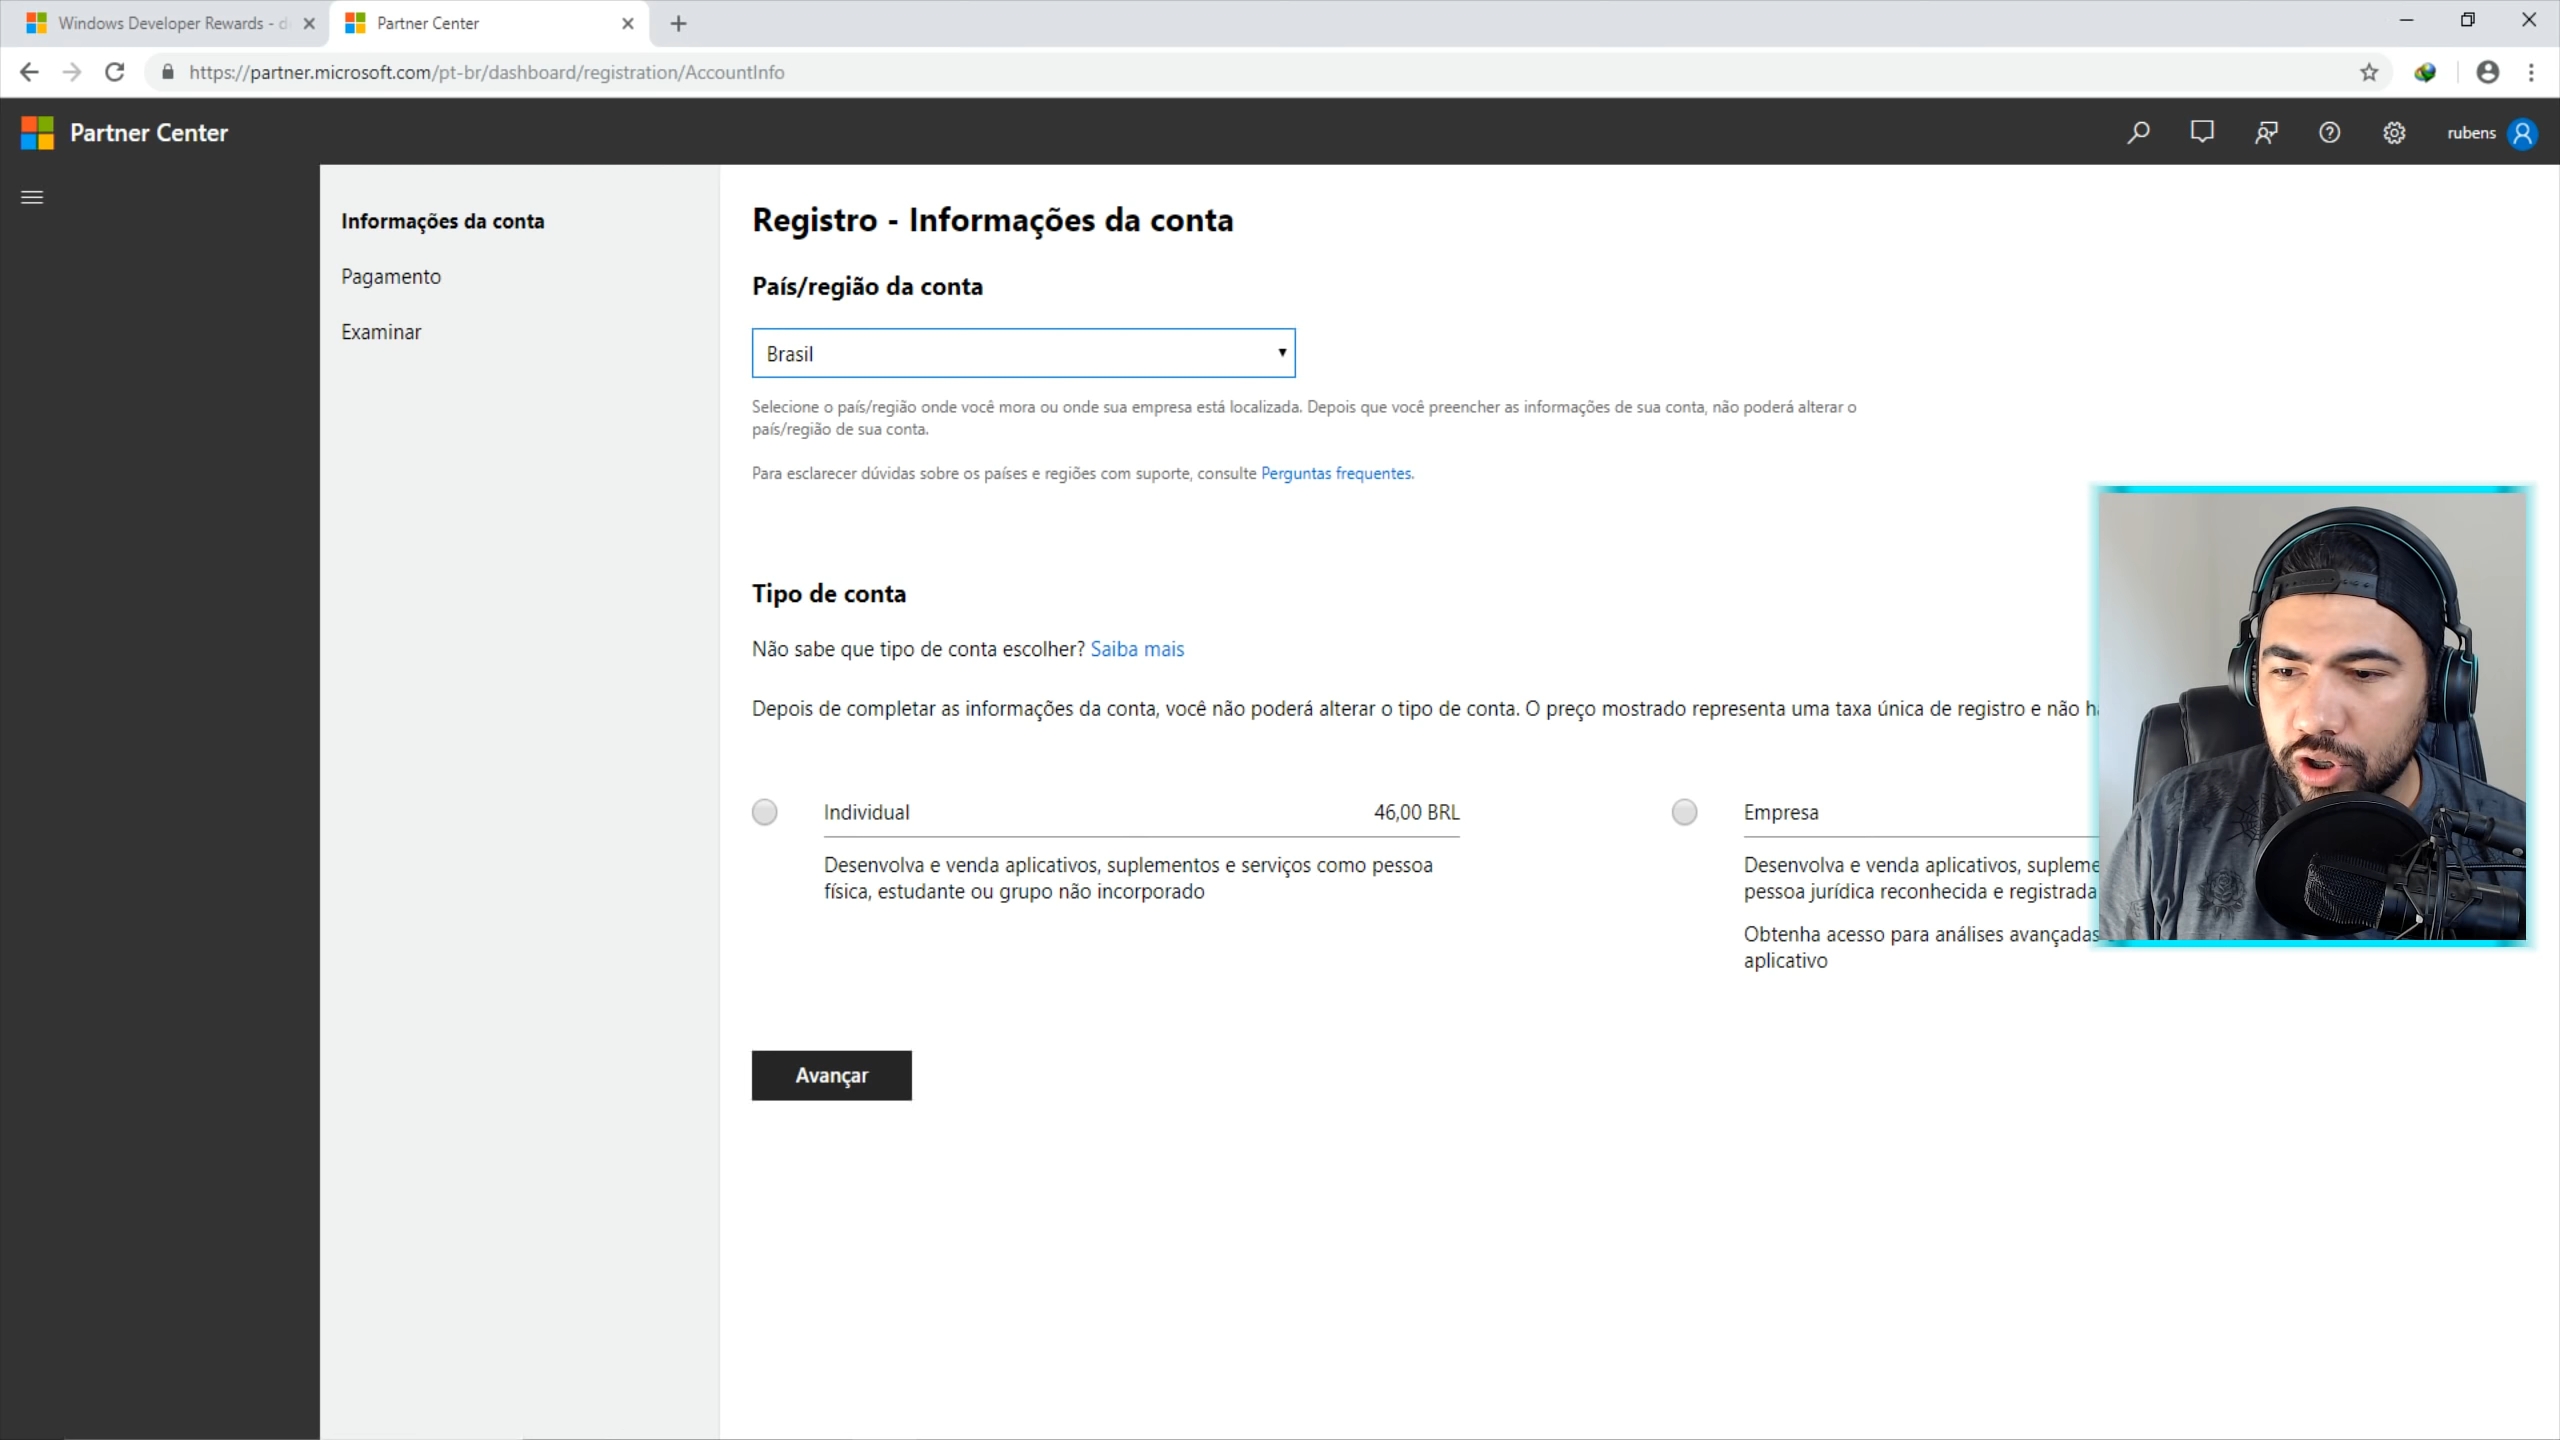 Windows Developer Rewards - d
Partner Center
https://partner.microsoft.com/pt-br/dashboard/registration/AccountInfo
Partner Center
rubens
Informações da conta
Pagamento
Examinar
Registro - Informações da conta
País/região da conta
Brasil
Selecione o país/região onde você mora ou onde sua empresa está localizada. Depois que você preencher as informações de sua conta, não poderá alterar o
país/região de sua conta.
Para esclarecer dúvidas sobre os países e regiões com suporte, consulte Perguntas frequentes.
Tipo de conta
Não sabe que tipo de conta escolher? Saiba mais
Depois de completar as informações da conta, você não poderá alterar o tipo de conta. O preço mostrado representa uma taxa única de registro e não h
Individual 46,00 BRL
Desenvolva e venda aplicativos, suplementos e serviços como pessoa
física, estudante ou grupo não incorporado
Empresa
Desenvolva e venda aplicativos, supleme
pessoa jurídica reconhecida e registrada
Obtenha acesso para análises avançadas
aplicativo
Avançar